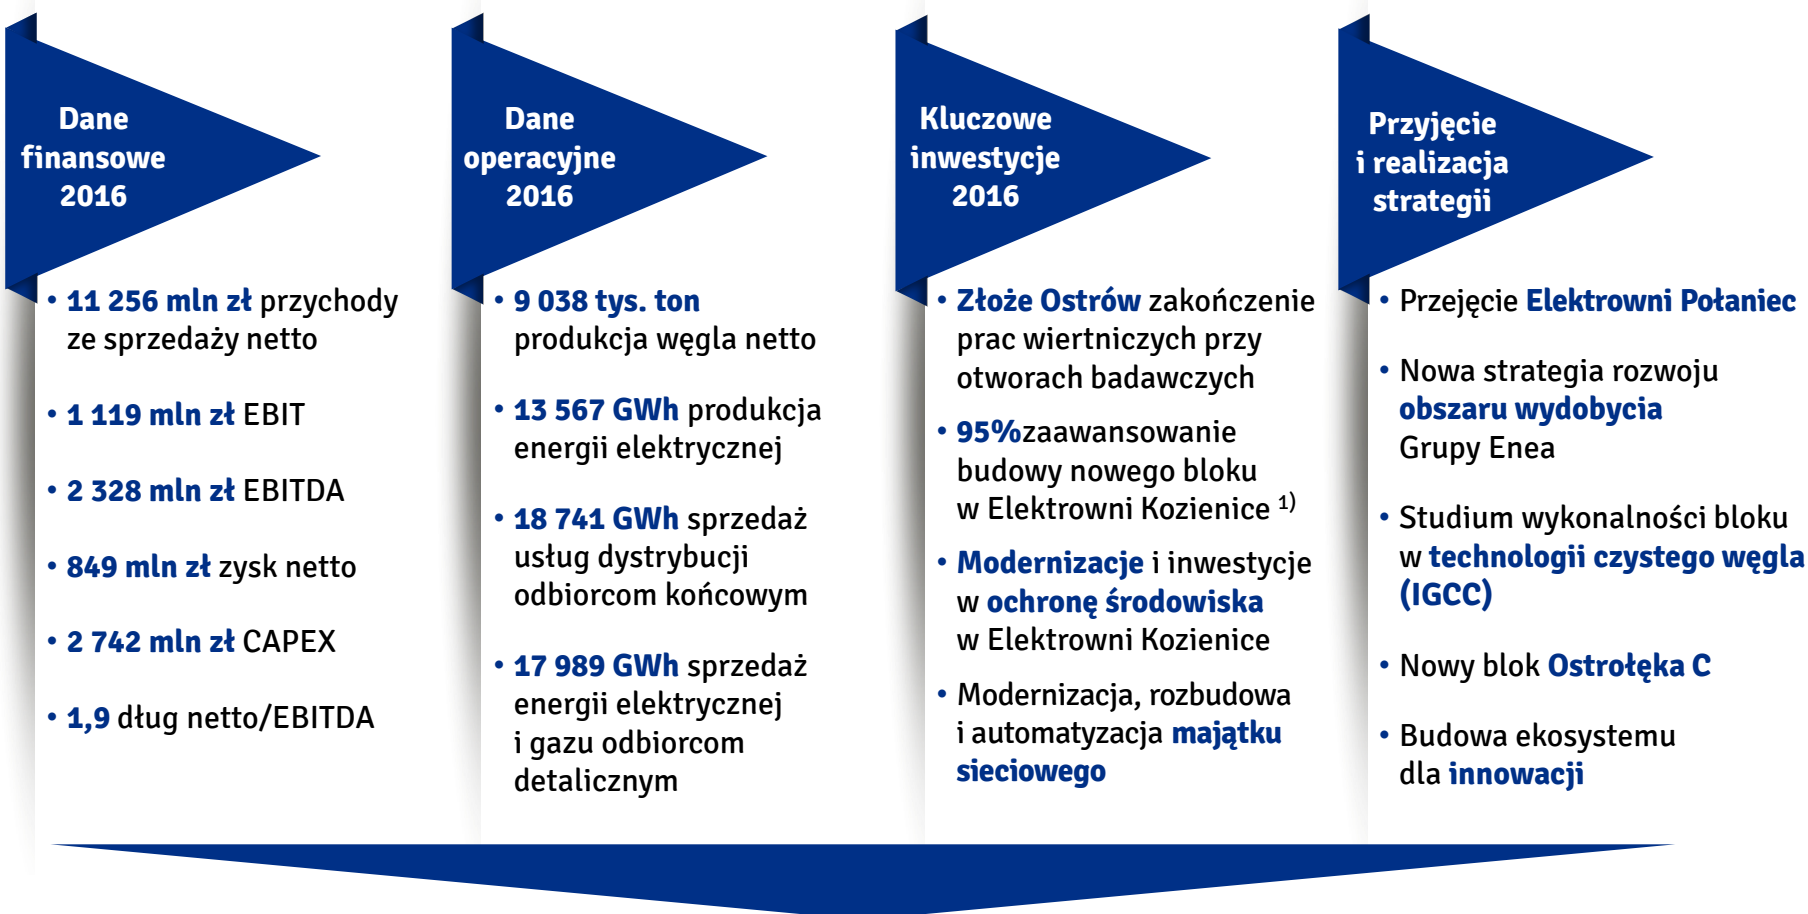 Dane
finansowe
2016
• 11 256 mln zł przychody
ze sprzedaży netto
• 1 119 mln zł EBIT
• 2 328 mln zł EBITDA
• 849 mln zł zysk netto
• 2 742 mln zł CAPEX
• 1,9 dług netto/EBITDA
Dane
operacyjne
2016
• 9 038 tys. ton
produkcja węgla netto
• 13 567 GWh produkcja
energii elektrycznej
• 18 741 GWh sprzedaż
usług dystrybucji
odbiorcom końcowym
• 17 989 GWh sprzedaż
energii elektrycznej
i gazu odbiorcom
detalicznym
Kluczowe
inwestycje
2016
• Złoże Ostrów zakończenie
prac wiertniczych przy
otworach badawczych
• 95%zaawansowanie
budowy nowego bloku
w Elektrowni Kozienice 1)
• Modernizacje i inwestycje
w ochronę środowiska
w Elektrowni Kozienice
• Modernizacja, rozbudowa
i automatyzacja majątku
sieciowego
Przyjęcie
i realizacja
strategii
• Przejęcie Elektrowni Połaniec
• Nowa strategia rozwoju
obszaru wydobycia
Grupy Enea
• Studium wykonalności bloku
w technologii czystego węgla
(IGCC)
• Nowy blok Ostrołęka C
• Budowa ekosystemu
dla innowacji